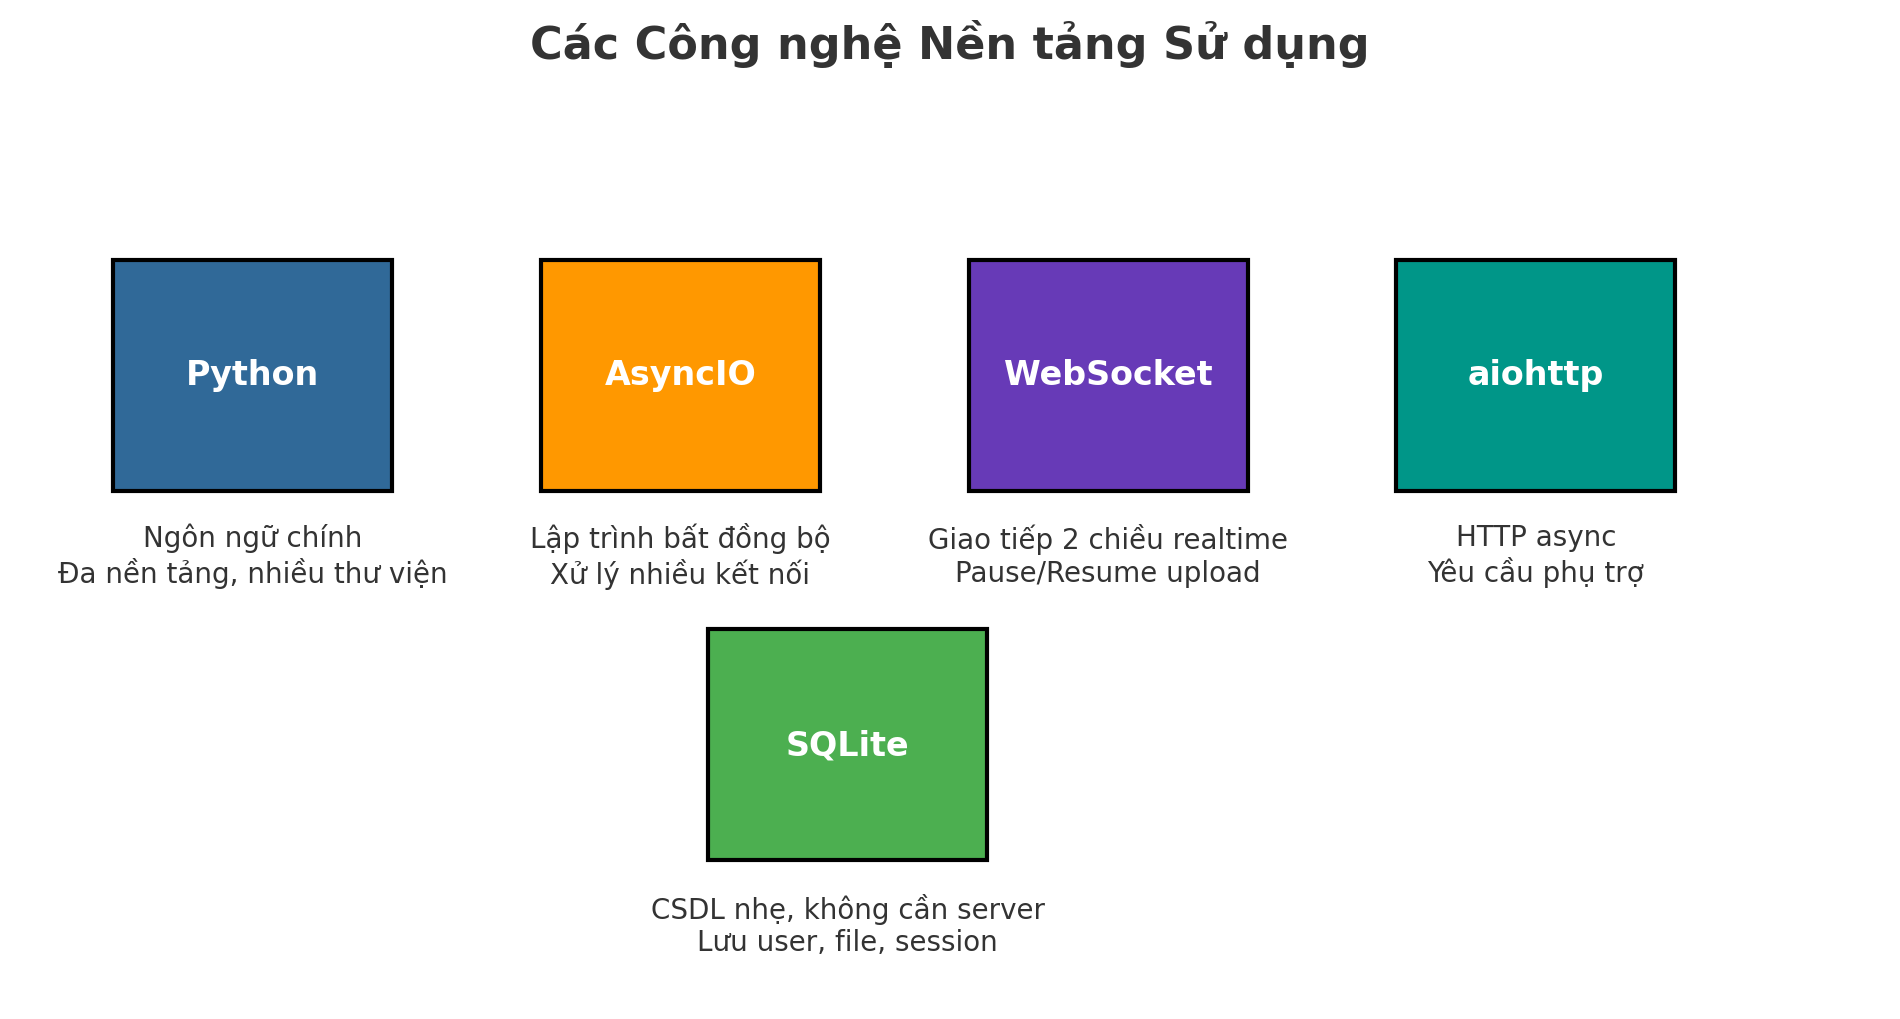 Các Công nghệ Nền tảng Sử dụng
Python
AsyncIO
WebSocket
aiohttp
Ngôn ngữ chính
Đa nền tảng, nhiều thư viện
Lập trình bất đồng bộ
Xử lý nhiều kết nối
Giao tiếp 2 chiều realtime
Pause/Resume upload
HTTP async
Yêu cầu phụ trợ
SQLite
CSDL nhẹ, không cần server
Lưu user, file, session